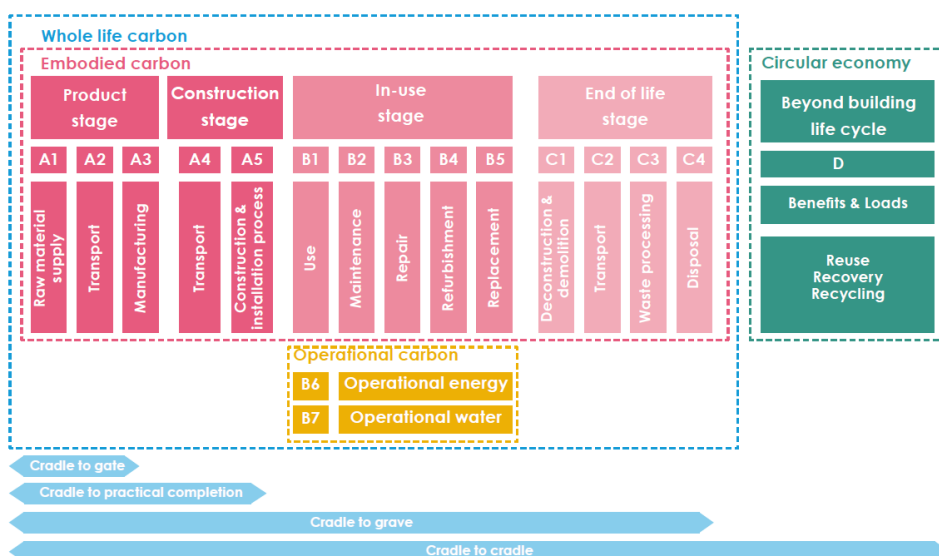 Whole life carbon
Embodied carbon
Circular economy
Product
stage
Construction
stage
In-use
stage
End of life
stage
Beyond building
life cycle
A1
A2
A3
A4
A5
B1
B2
B3
B4
B5
C1
C2
C3
C4
D
Raw material
supply
Transport
Manufacturing
Transport
Construction &
installation process
Use
Maintenance
Repair
Refurbishment
Replacement
Deconstruction &
demolition
Transport
Waste processing
Disposal
Benefits & Loads
Reuse
Recovery
Recycling
Operational carbon
B6
Operational energy
B7
Operational water
Cradle to gate
Cradle to practical completion
Cradle to grave
Cradle to cradle